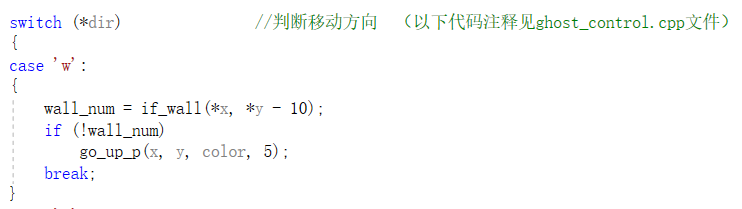 switch (*dir)                //判断移动方向  （以下代码注释见ghost_control.cpp文件）
{
case 'w':
{
    wall_num = if_wall(*x, *y - 10);
    if (!wall_num)
        go_up_p(x, y, color, 5);
    break;
}